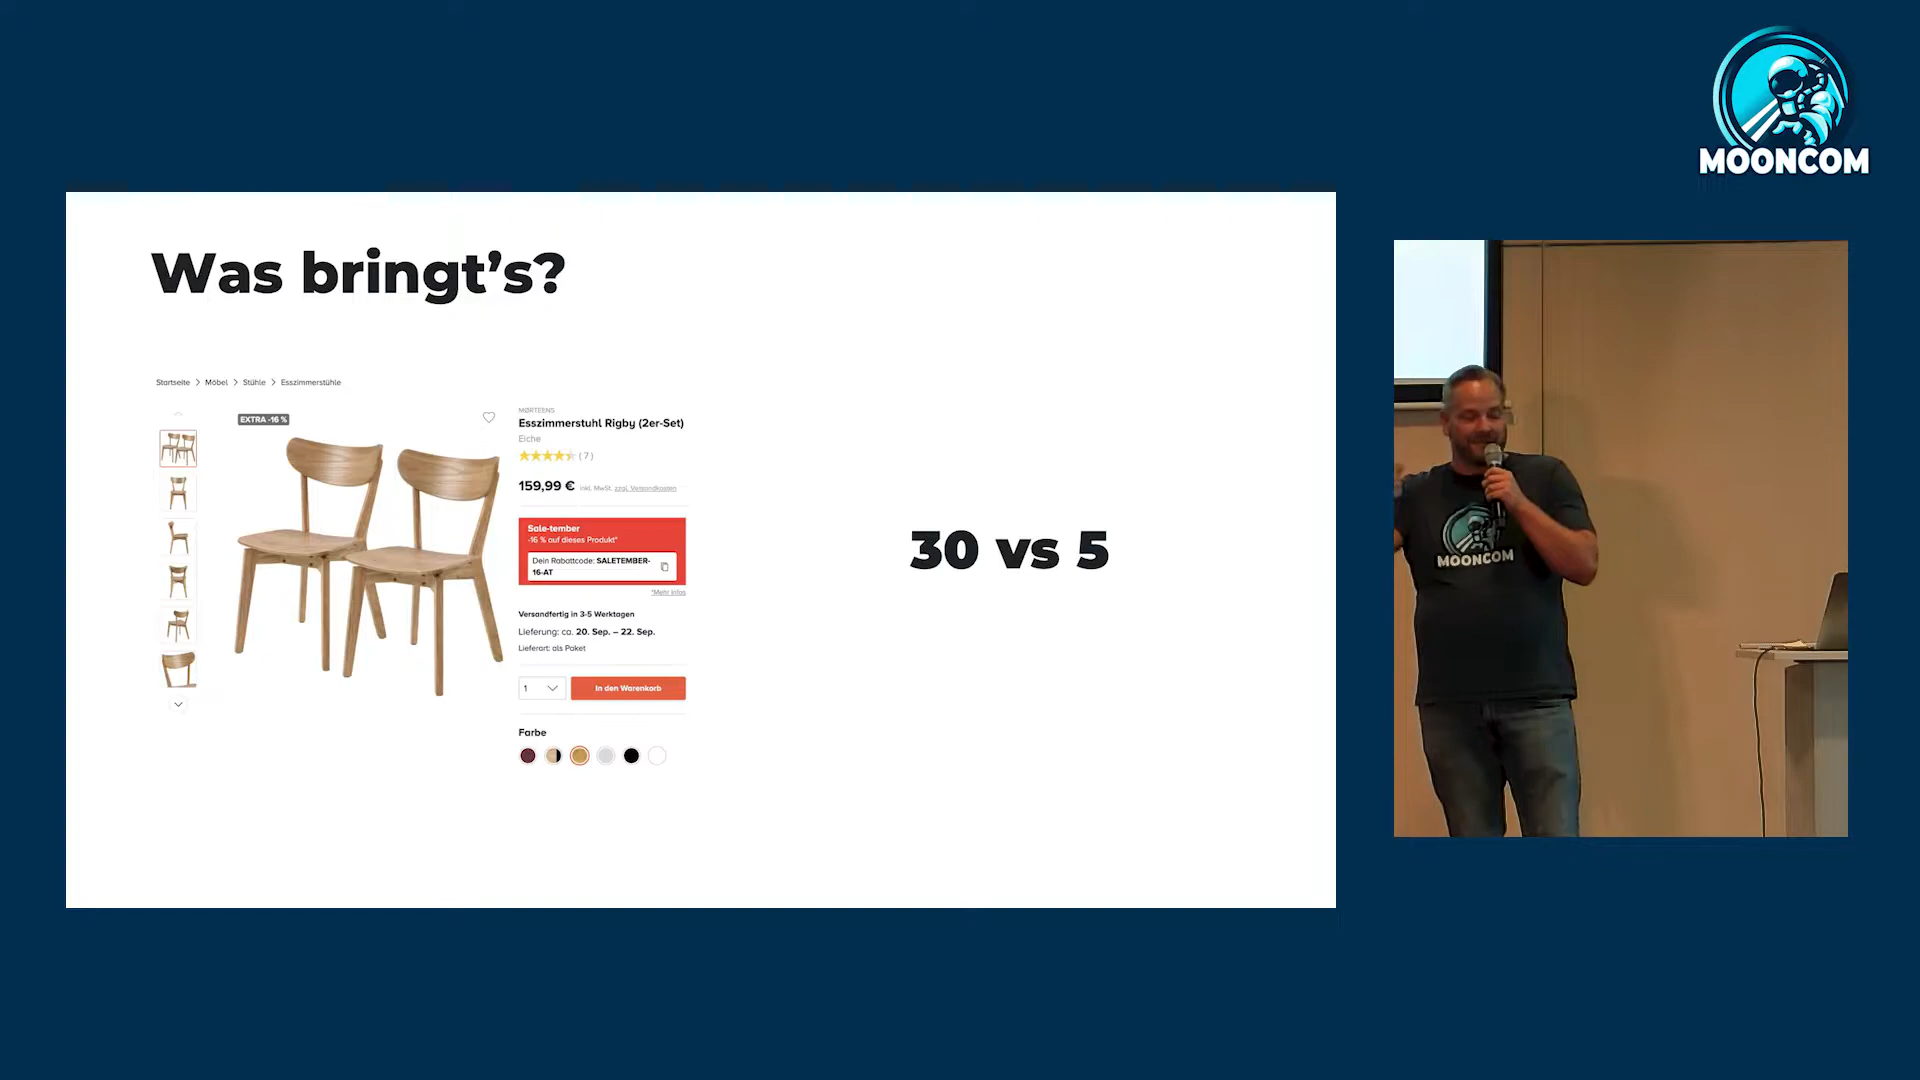 MOONCOM
Was bringt's?
Startseite > Möbel > Stühle > Esszimmerstühle
EXTRA -16 %
MØRTEENS
Esszimmerstuhl Rigby (2er-Set)
Eiche
(7)
159,99 € inkl. MwSt. zzgl. Versandkosten
Sale-tember
-16 % auf dieses Produkt*
Dein Rabattcode: SALETEMBER-
16-AT
*Mehr Infos
Versandfertig in 3-5 Werktagen
Lieferung: ca. 20. Sep. – 22. Sep.
Lieferart: als Paket
1
In den Warenkorb
Farbe
30 vs 5
MOONCOM